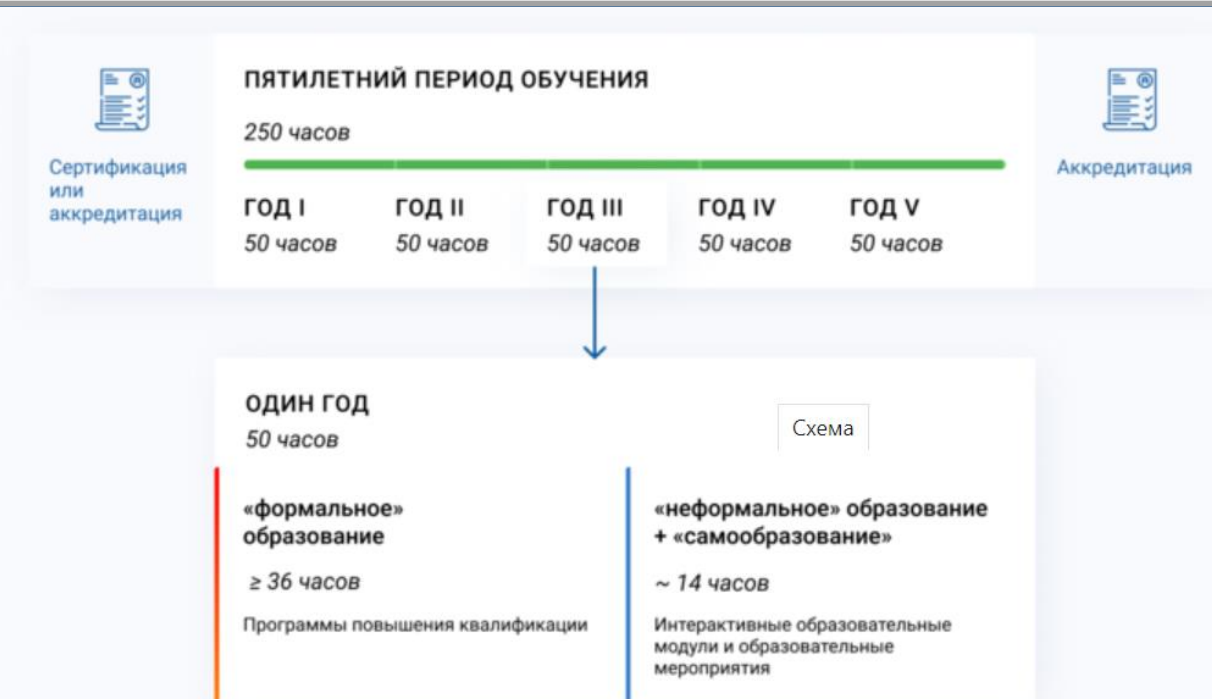 ПЯТИЛЕТНИЙ ПЕРИОД ОБУЧЕНИЯ
250 часов
Сертификация
или
аккредитация
Аккредитация
ГОД I
ГОД II
ГОД III
ГОД IV
ГОД V
50 часов
50 часов
50 часов
50 часов
50 часов
ОДИН ГОД
50 часов
Схема
«формальное»
образование
≥ 36 часов
Программы повышения квалификации
«неформальное» образование
+ «самообразование»
~ 14 часов
Интерактивные образовательные
модули и образовательные
мероприятия